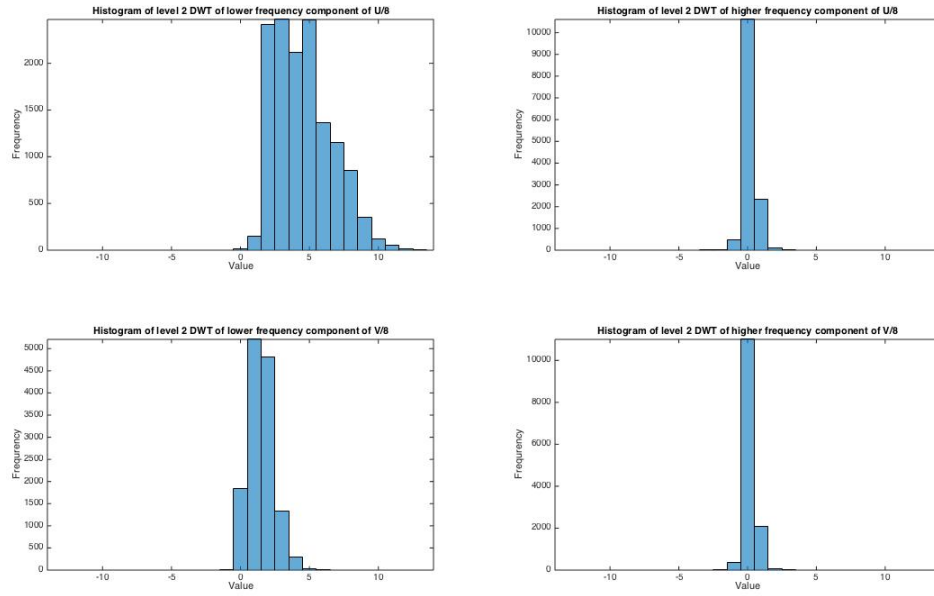 Histogram of level 2 DWT of lower frequency component of U/8
2000
1500
1000
500
0
Frequrency
-10 -5 0 5 10
Value
Histogram of level 2 DWT of higher frequency component of U/8
10000
9000
8000
7000
6000
5000
4000
3000
2000
1000
0
Frequrency
-10 -5 0 5 10
Value
Histogram of level 2 DWT of lower frequency component of V/8
5000
4500
4000
3500
3000
2500
2000
1500
1000
500
0
Frequrency
-10 -5 0 5 10
Value
Histogram of level 2 DWT of higher frequency component of V/8
10000
8000
6000
4000
2000
0
Frequrency
-10 -5 0 5 10
Value